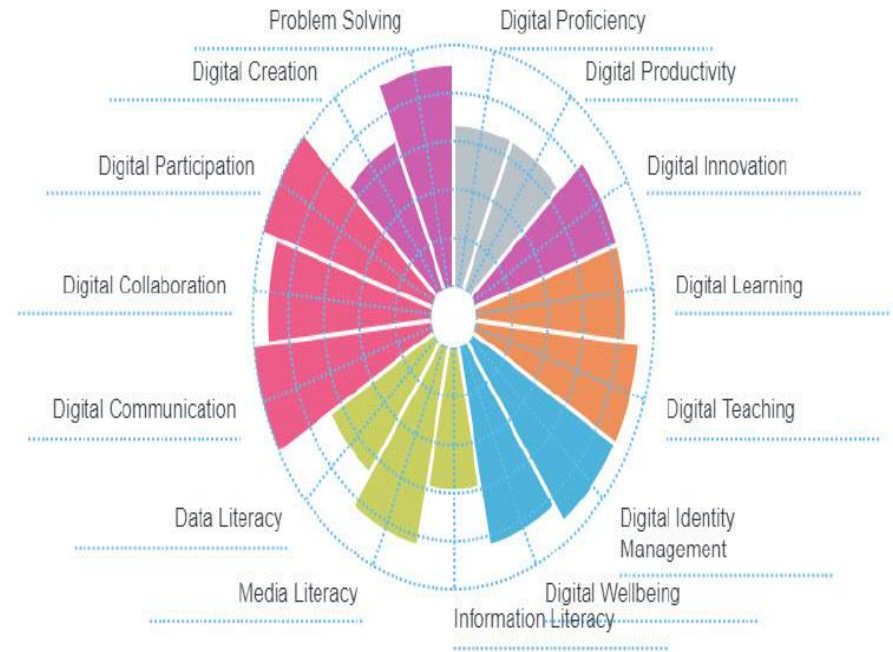 Problem Solving
Digital Proficiency
Digital Creation
Digital Productivity
Digital Participation
Digital Innovation
Digital Collaboration
Digital Learning
Digital Communication
Digital Teaching
Data Literacy
Digital Identity
Management
Media Literacy
Digital Wellbeing
Information Literacy